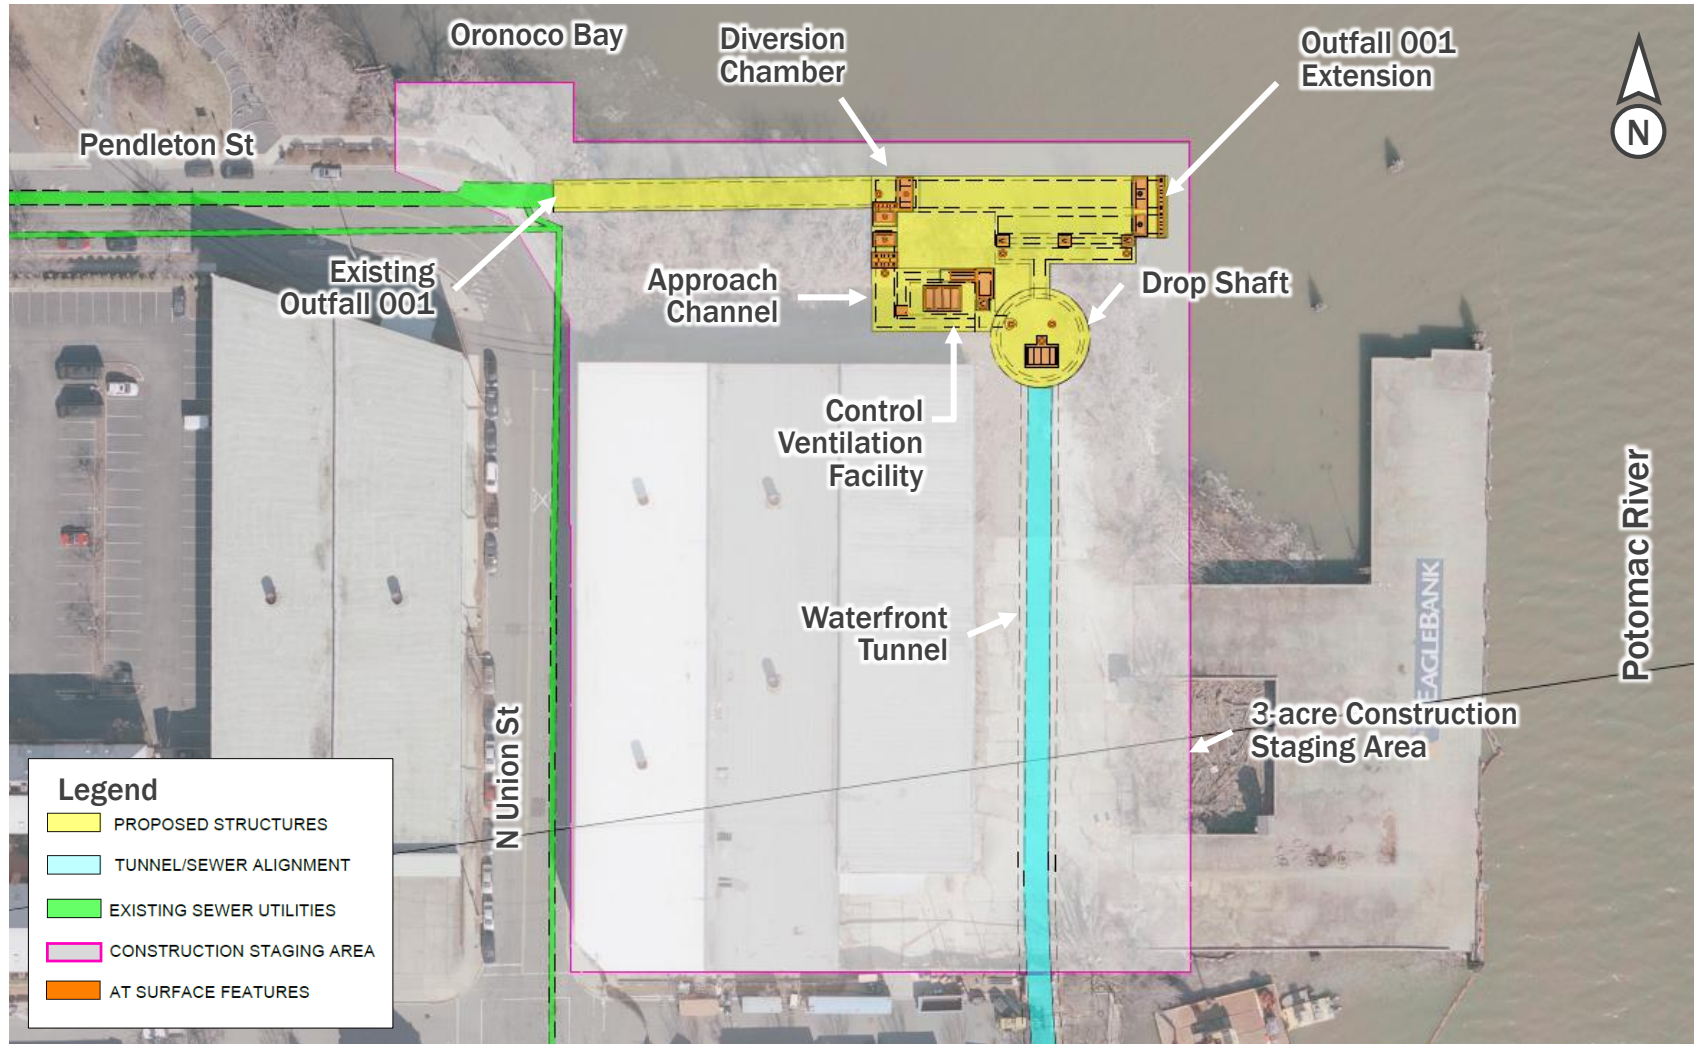 Oronoco Bay
Diversion
Chamber
Outfall 001
Extension
N
Pendleton St
Existing
Outfall 001
Approach
Channel
Drop Shaft
Control
Ventilation
Facility
Potomac River
EAGLEBANK
Waterfront
Tunnel
3-acre Construction
Staging Area
N Union St
Legend
PROPOSED STRUCTURES
TUNNEL/SEWER ALIGNMENT
EXISTING SEWER UTILITIES
CONSTRUCTION STAGING AREA
AT SURFACE FEATURES